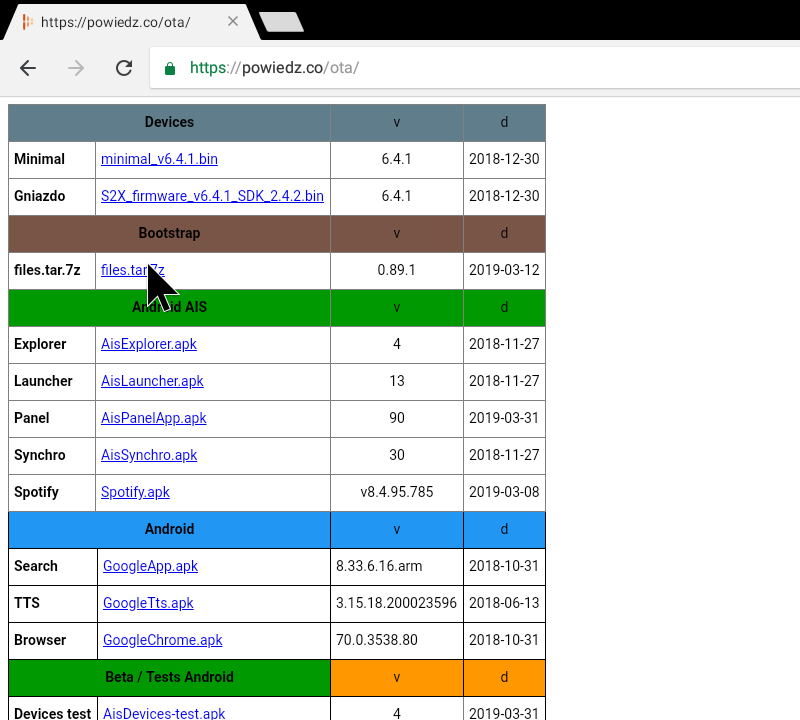 https://powiedz.co/ota/
https://powiedz.co/ota/
Devices v d
Minimal minimal_v6.4.1.bin 6.4.1 2018-12-30
Gniazdo S2X_firmware_v6.4.1_SDK_2.4.2.bin 6.4.1 2018-12-30
Bootstrap v d
files.tar.7z files.tar.7z 0.89.1 2019-03-12
Android AIS v d
Explorer AisExplorer.apk 4 2018-11-27
Launcher AisLauncher.apk 13 2018-11-27
Panel AisPanelApp.apk 90 2019-03-31
Synchro AisSynchro.apk 30 2018-11-27
Spotify Spotify.apk v8.4.95.785 2019-03-08
Android v d
Search GoogleApp.apk 8.33.6.16.arm 2018-10-31
TTS GoogleTts.apk 3.15.18.200023596 2018-06-13
Browser GoogleChrome.apk 70.0.3538.80 2018-10-31
Beta / Tests Android v d
Devices test AisDevices-test.apk 4 2019-03-31